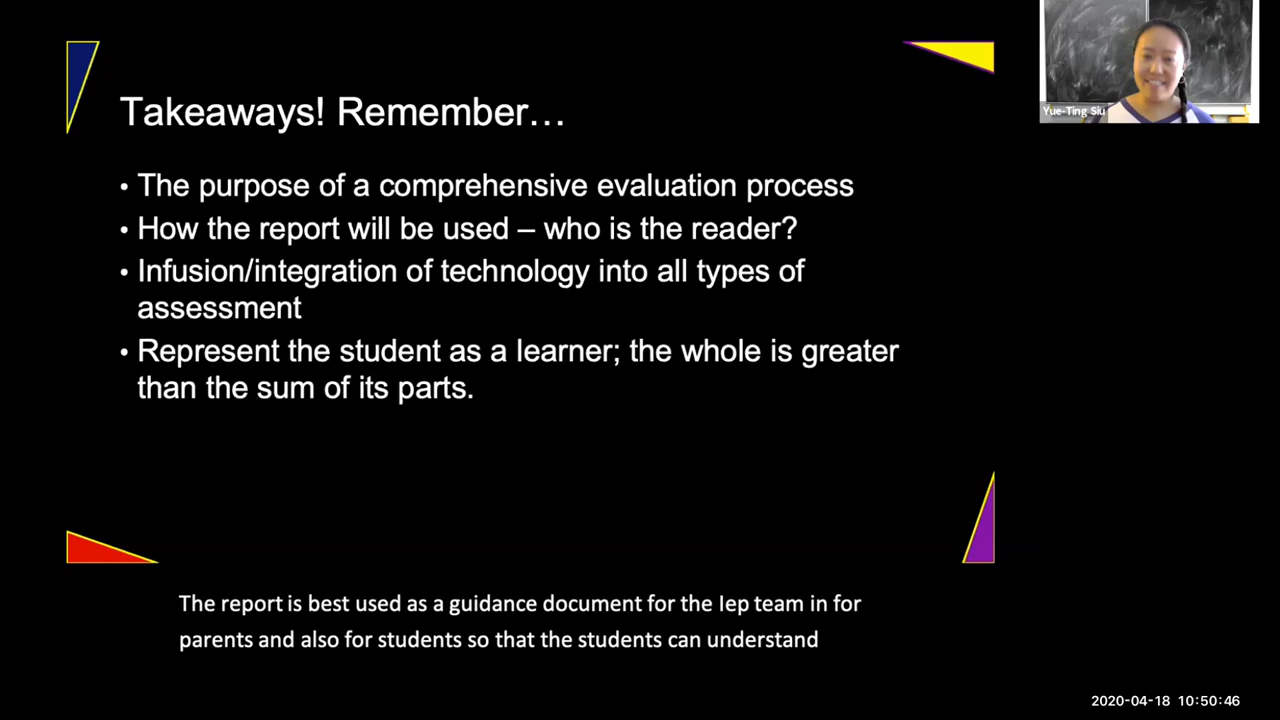 Takeaways! Remember…
• The purpose of a comprehensive evaluation process
• How the report will be used – who is the reader?
• Infusion/integration of technology into all types of
assessment
• Represent the student as a learner; the whole is greater
than the sum of its parts.
Yue-Ting Siu
The report is best used as a guidance document for the Iep team in for
parents and also for students so that the students can understand
2020-04-18 10:50:46